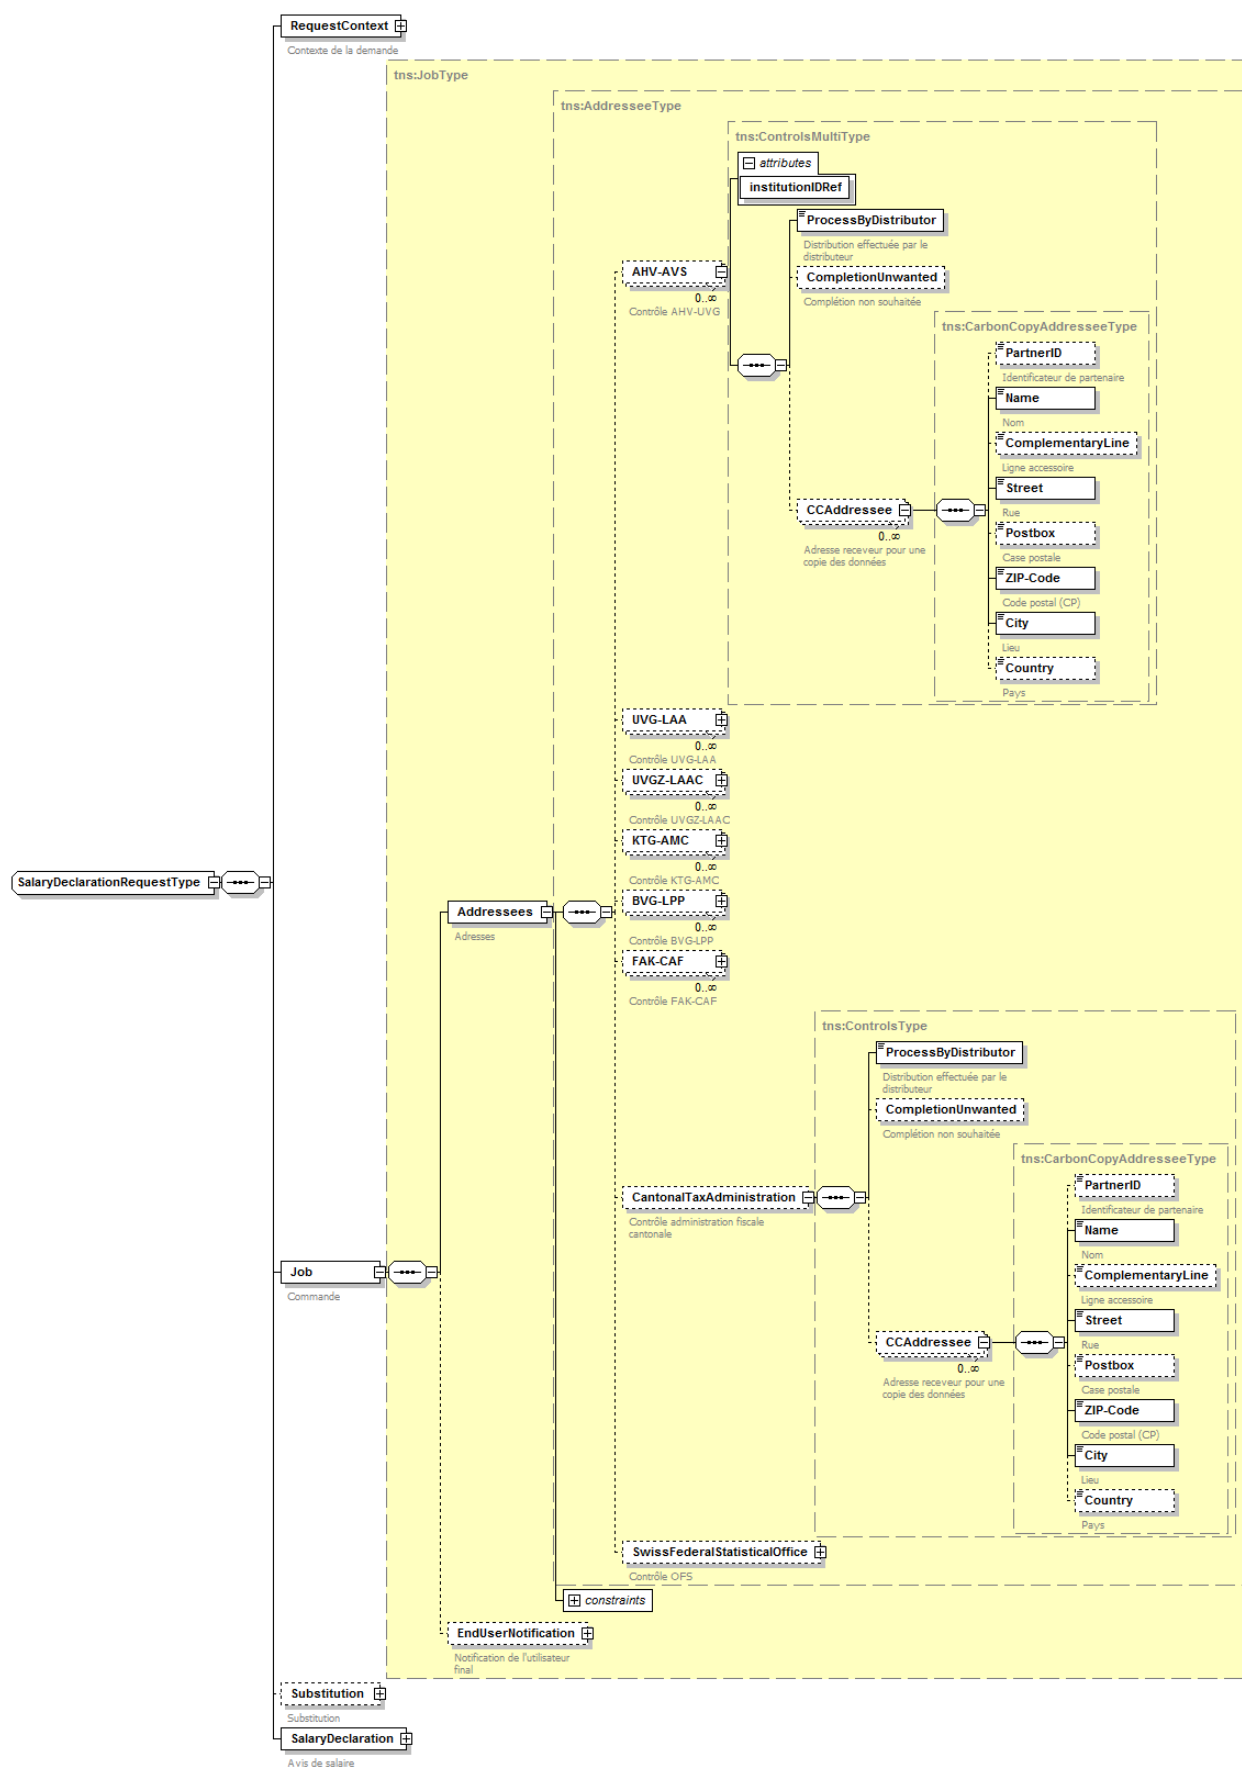 RequestContext
Contexte de la demande
tns:JobType
tns:AddresseeType
tns:ControlsMultiType
attributes
institutionIDRef
ProcessByDistributor
Distribution effectuée par le
distributeur
AHV-AVS
0..∞
Contrôle AHV-UVG
CompletionUnwanted
Complétion non souhaitée
tns:CarbonCopyAddresseeType
PartnerID
Identificateur de partenaire
Name
Nom
ComplementaryLine
Ligne accessoire
Street
Rue
CCAddressee
0..∞
Adresse receveur pour une
copie des données
Postbox
Case postale
ZIP-Code
Code postal (CP)
City
Lieu
Country
Pays
UVG-LAA
0..∞
Contrôle UVG-LAA
UVGZ-LAAC
0..∞
Contrôle UVGZ-LAAC
KTG-AMC
0..∞
Contrôle KTG-AMC
SalaryDeclarationRequestType
BVG-LPP
0..∞
Contrôle BVG-LPP
Addressees
Adresses
FAK-CAF
0..∞
Contrôle FAK-CAF
tns:ControlsType
ProcessByDistributor
Distribution effectuée par le
distributeur
CompletionUnwanted
Complétion non souhaitée
tns:CarbonCopyAddresseeType
CantonalTaxAdministration
Contrôle administration fiscale
cantonale
PartnerID
Identificateur de partenaire
Name
Nom
Job
Commande
ComplementaryLine
Ligne accessoire
Street
Rue
CCAddressee
0..∞
Adresse receveur pour une
copie des données
Postbox
Case postale
ZIP-Code
Code postal (CP)
City
Lieu
Country
Pays
SwissFederalStatisticalOffice
Contrôle OFS
constraints
EndUserNotification
Notification de l'utilisateur
final
Substitution
Substitution
SalaryDeclaration
Avis de salaire